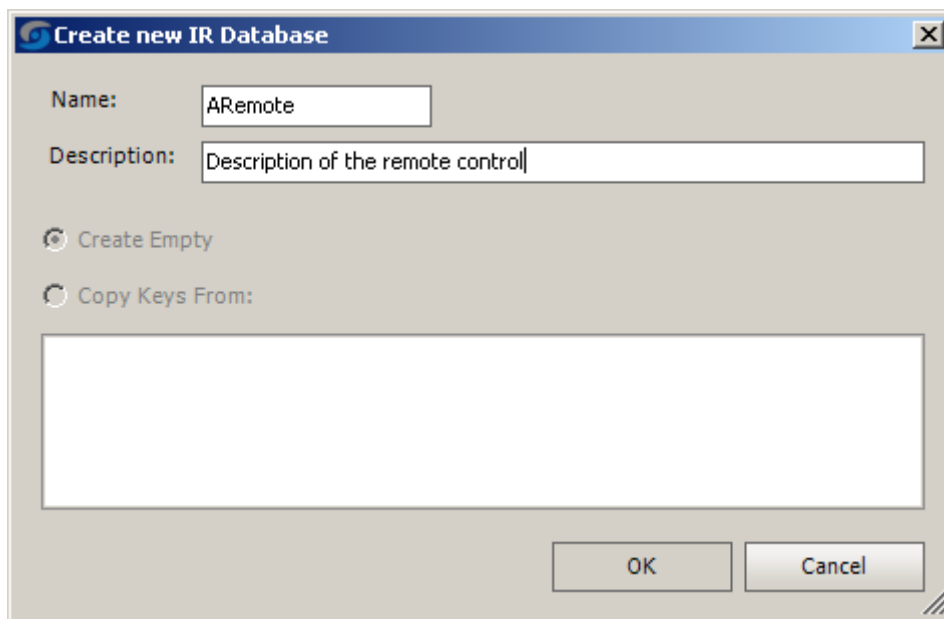 Create new IR Database
Name: ARemote
Description: Description of the remote control
Create Empty
Copy Keys From:
OK Cancel